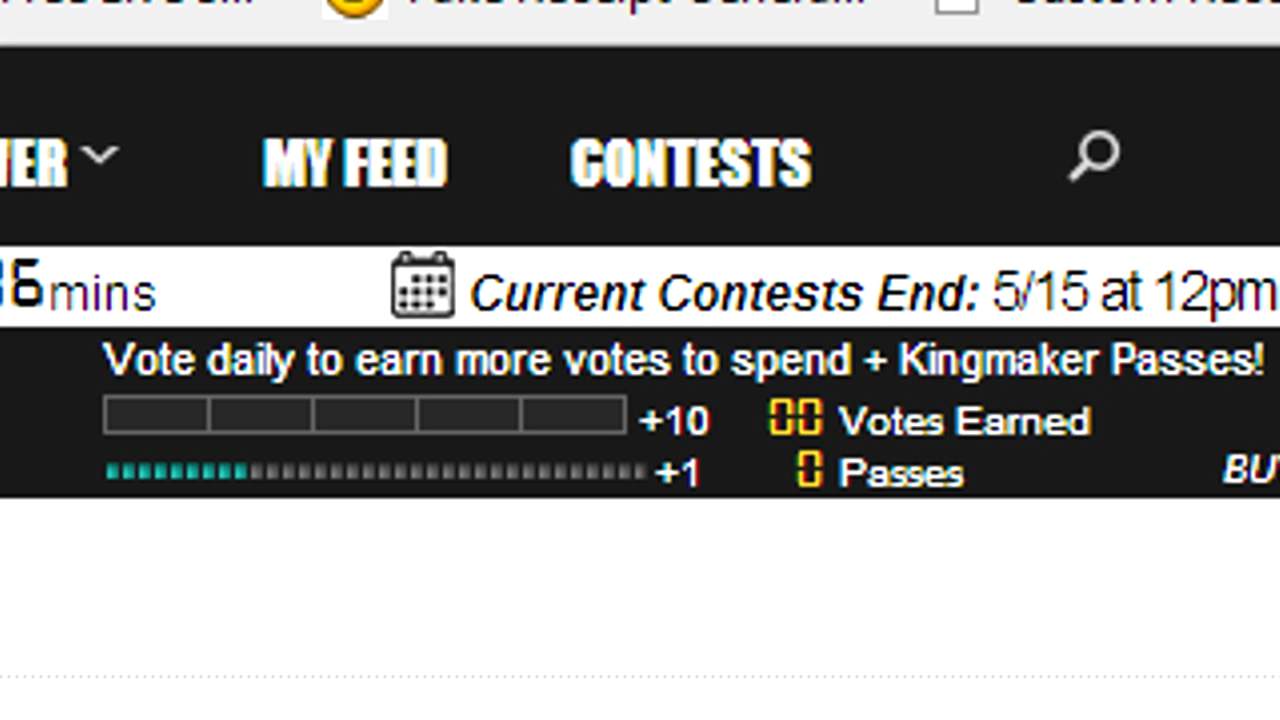 MY FEED CONTESTS
mins Current Contests End: 5/15 at 12pm
Vote daily to earn more votes to spend + Kingmaker Passes!
+10 00 Votes Earned
+1 0 Passes